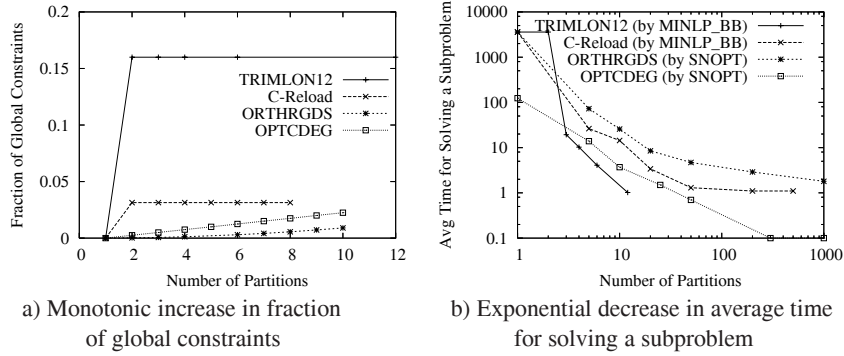 0.2
0.15
0.1
0.05
0
0 2 4 6 8 10 12
Fraction of Global Constraints
Number of Partitions
TRIMLON12
C-Reload
ORTHRGDS
OPTCDEG
a) Monotonic increase in fraction
of global constraints
10000
1000
100
10
1
0.1
1 10 100 1000
Avg Time for Solving a Subproblem
Number of Partitions
TRIMLON12 (by MINLP_BB)
C-Reload (by MINLP_BB)
ORTHRGDS (by SNOPT)
OPTCDEG (by SNOPT)
b) Exponential decrease in average time
for solving a subproblem